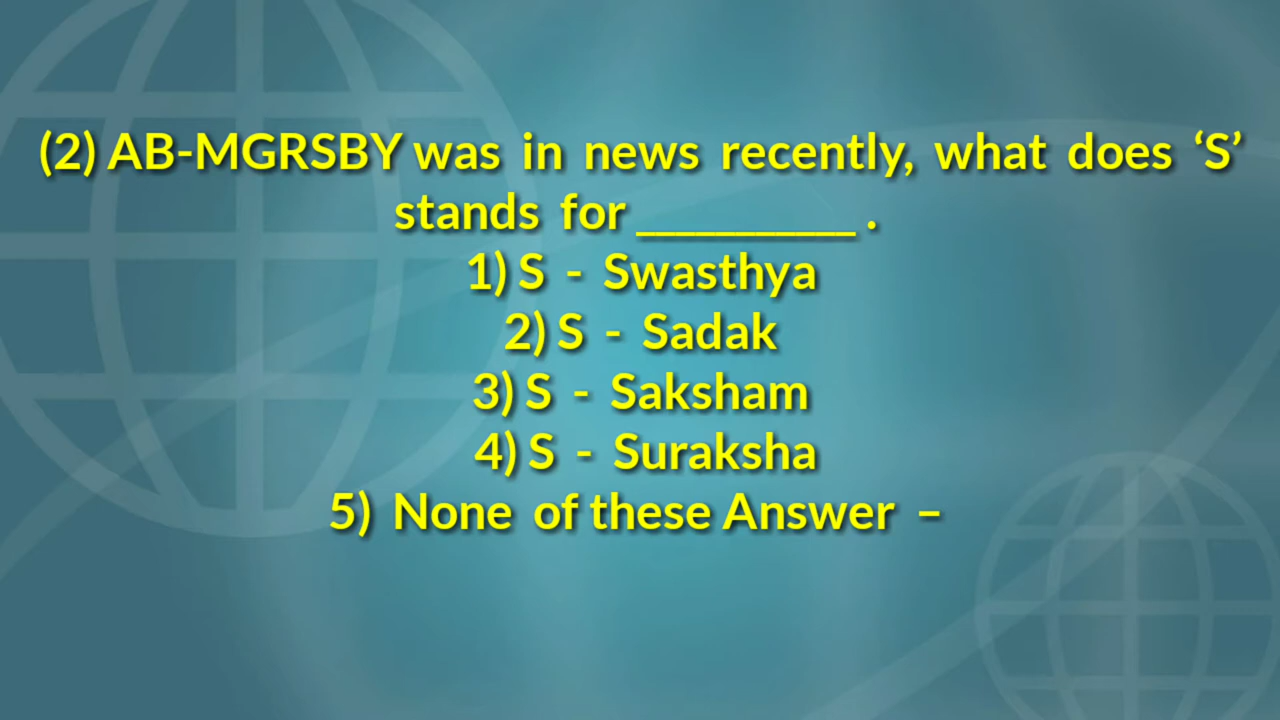 (2) AB-MGRSBY was in news recently, what does ‘S’
stands for ___________ .
1) S - Swasthya
2) S - Sadak
3) S - Saksham
4) S - Suraksha
5) None of these Answer –